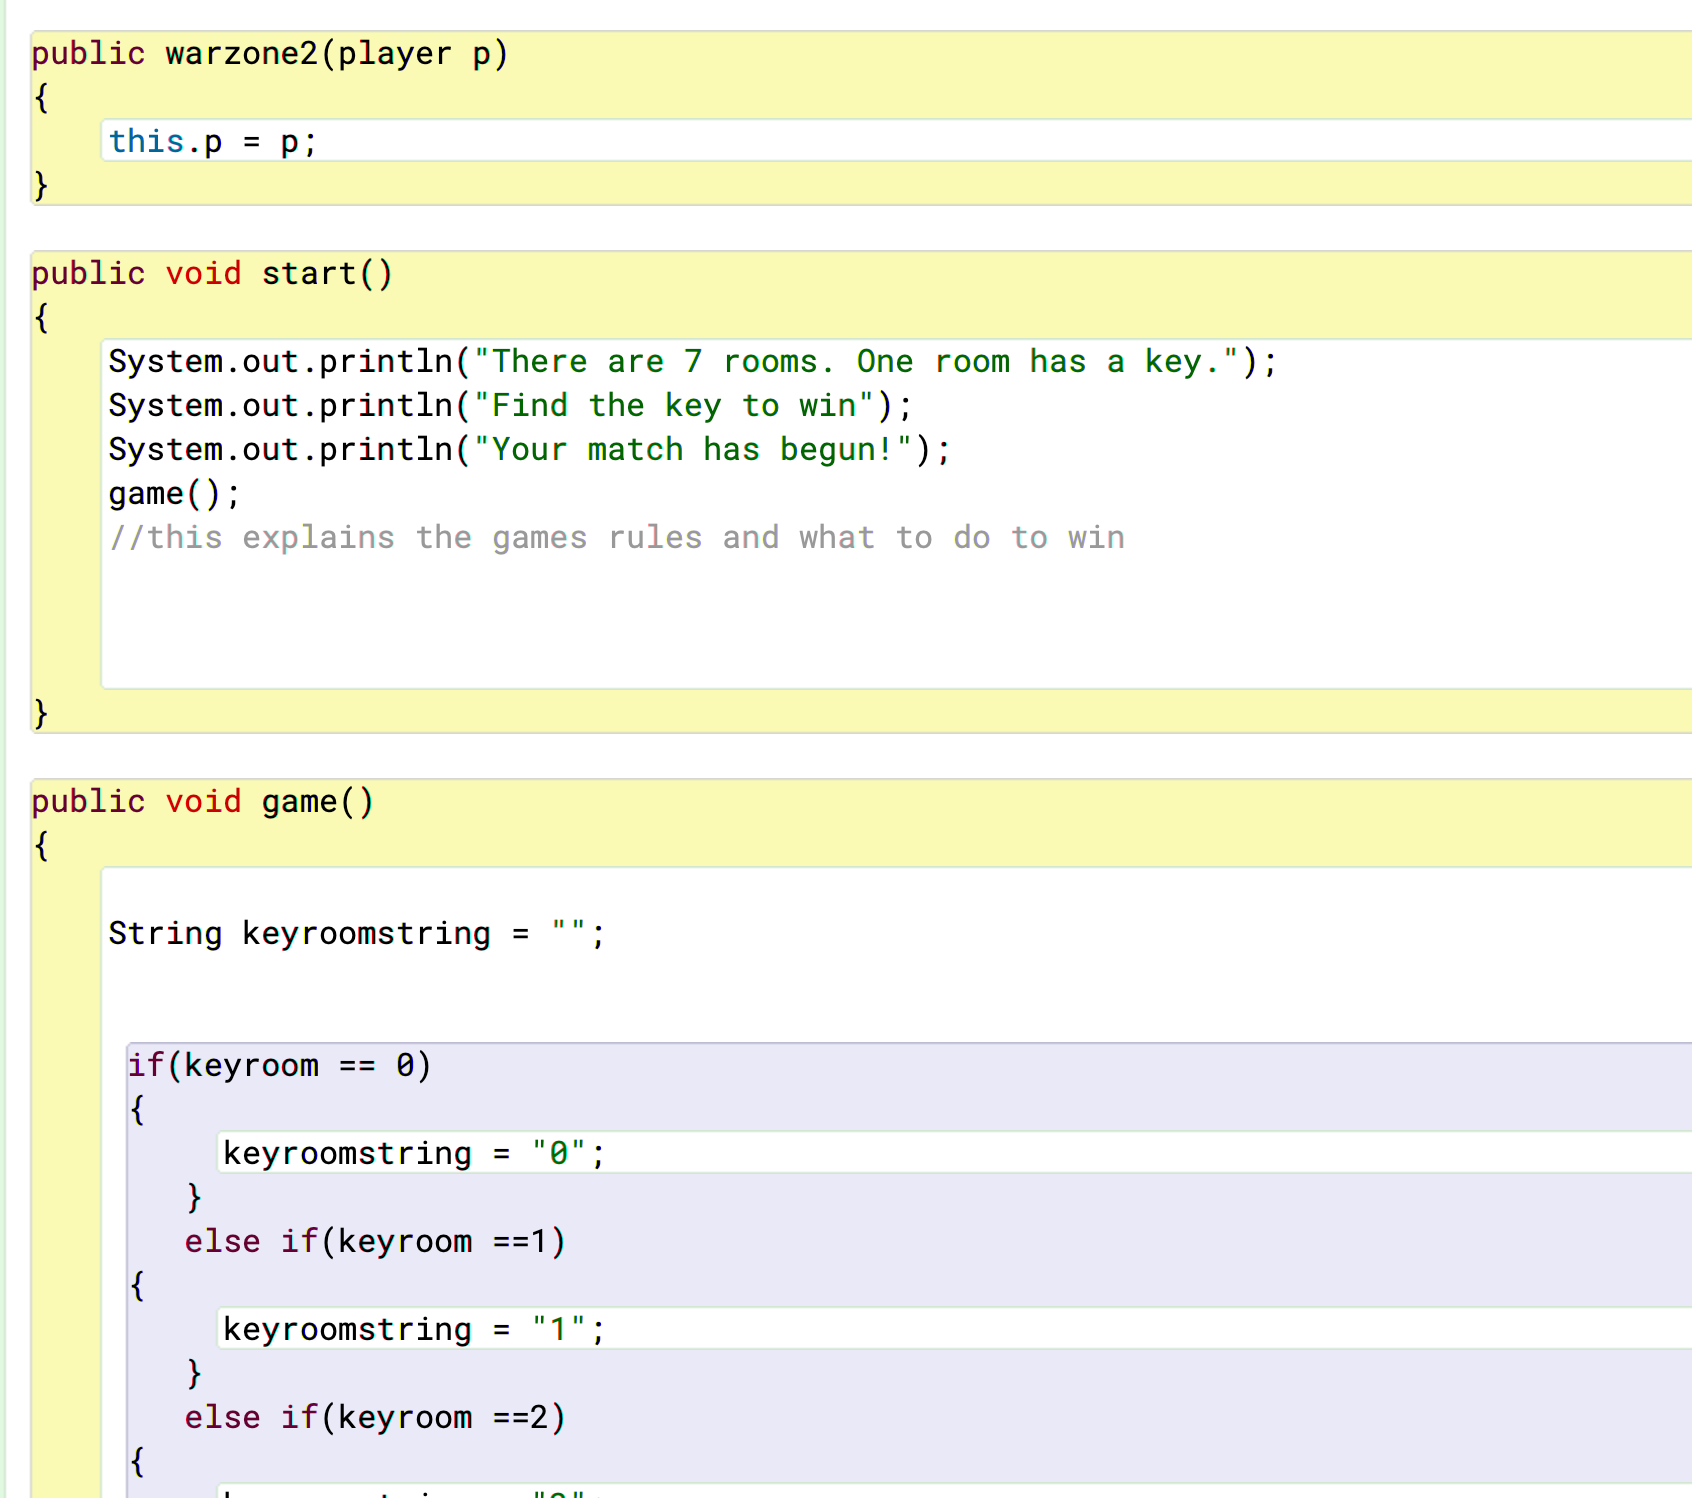 public warzone2(player p)
{
this.p = p;
}
public void start()
{
System.out.println("There are 7 rooms. One room has a key.");
System.out.println("Find the key to win");
System.out.println("Your match has begun!");
game();
//this explains the games rules and what to do to win
}
public void game()
{
String keyroomstring = "";
if(keyroom == 0)
{
keyroomstring = "0";
}
else if(keyroom ==1)
{
keyroomstring = "1";
}
else if(keyroom ==2)
{